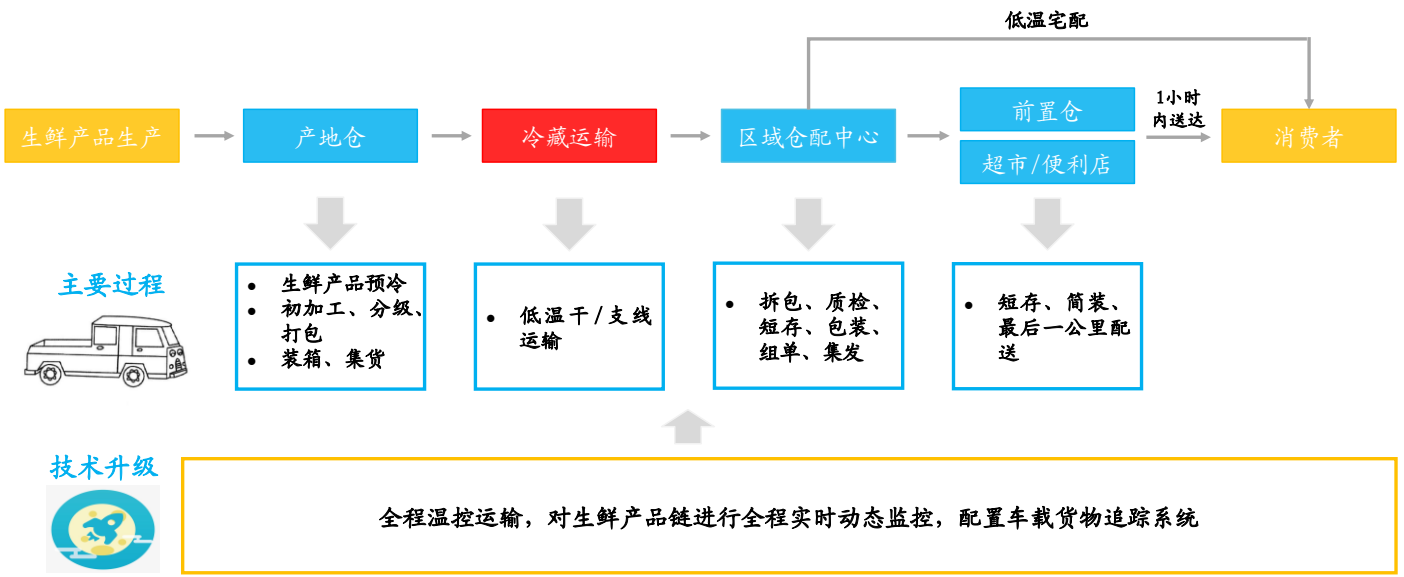 低温宅配
生鲜产品生产
产地仓
冷藏运输
区域仓配中心
前置仓
超市/便利店
1小时
内送达
消费者
主要过程
• 生鲜产品预冷
• 初加工、分级、
打包
• 装箱、集货
• 低温干/支线
运输
• 拆包、质检、
短存、包装、
组单、集发
• 短存、简装、
最后一公里配
送
技术升级
全程温控运输，对生鲜产品链进行全程实时动态监控，配置车载货物追踪系统